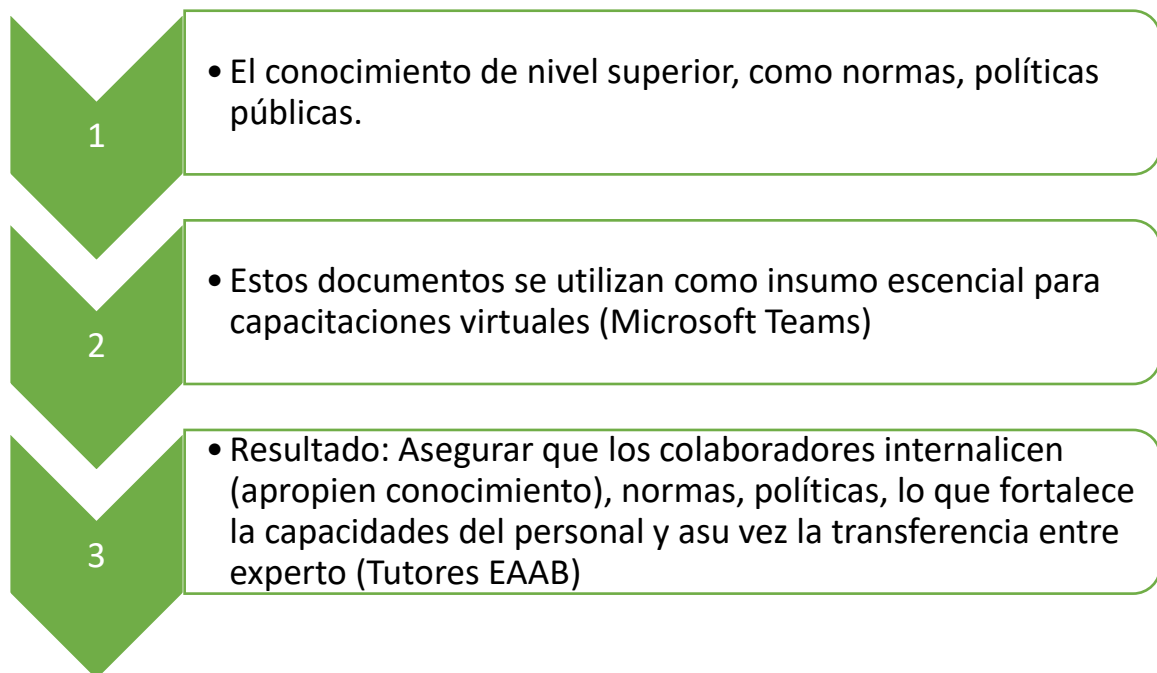 1
• El conocimiento de nivel superior, como normas, políticas
públicas.
2
• Estos documentos se utilizan como insumo escencial para
capacitaciones virtuales (Microsoft Teams)
3
• Resultado: Asegurar que los colaboradores internalicen
(apropien conocimiento), normas, políticas, lo que fortalece
la capacidades del personal y asu vez la transferencia entre
experto (Tutores EAAB)